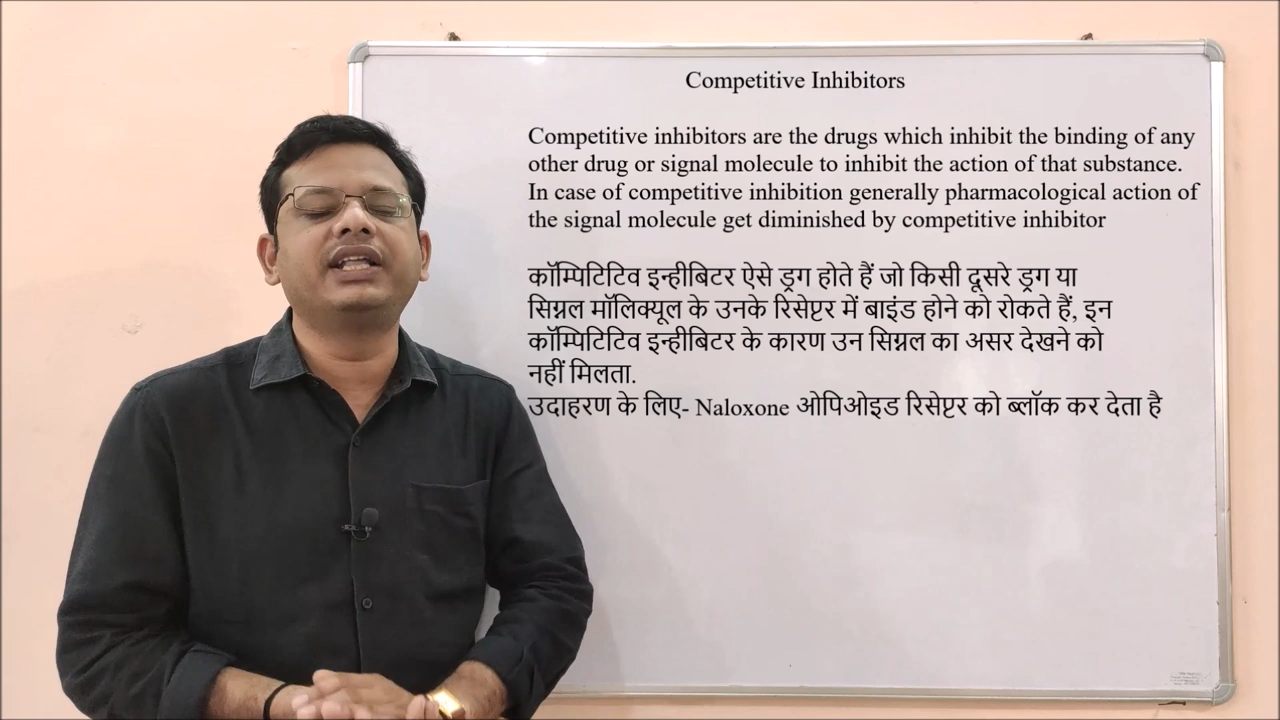 Competitive Inhibitors
Competitive inhibitors are the drugs which inhibit the binding of any
other drug or signal molecule to inhibit the action of that substance.
In case of competitive inhibition generally pharmacological action of
the signal molecule get diminished by competitive inhibitor
कॉम्पिटिटिव इन्हीबिटर ऐसे ड्रग होते हैं जो किसी दूसरे ड्रग या
सिग्नल मॉलिक्यूल के उनके रिसेप्टर में बाइंड होने को रोकते हैं, इन
कॉम्पिटिटिव इन्हीबिटर के कारण उन सिग्नल का असर देखने को
नहीं मिलता.
उदाहरण के लिए- Naloxone ओपिओइड रिसेप्टर को ब्लॉक कर देता है